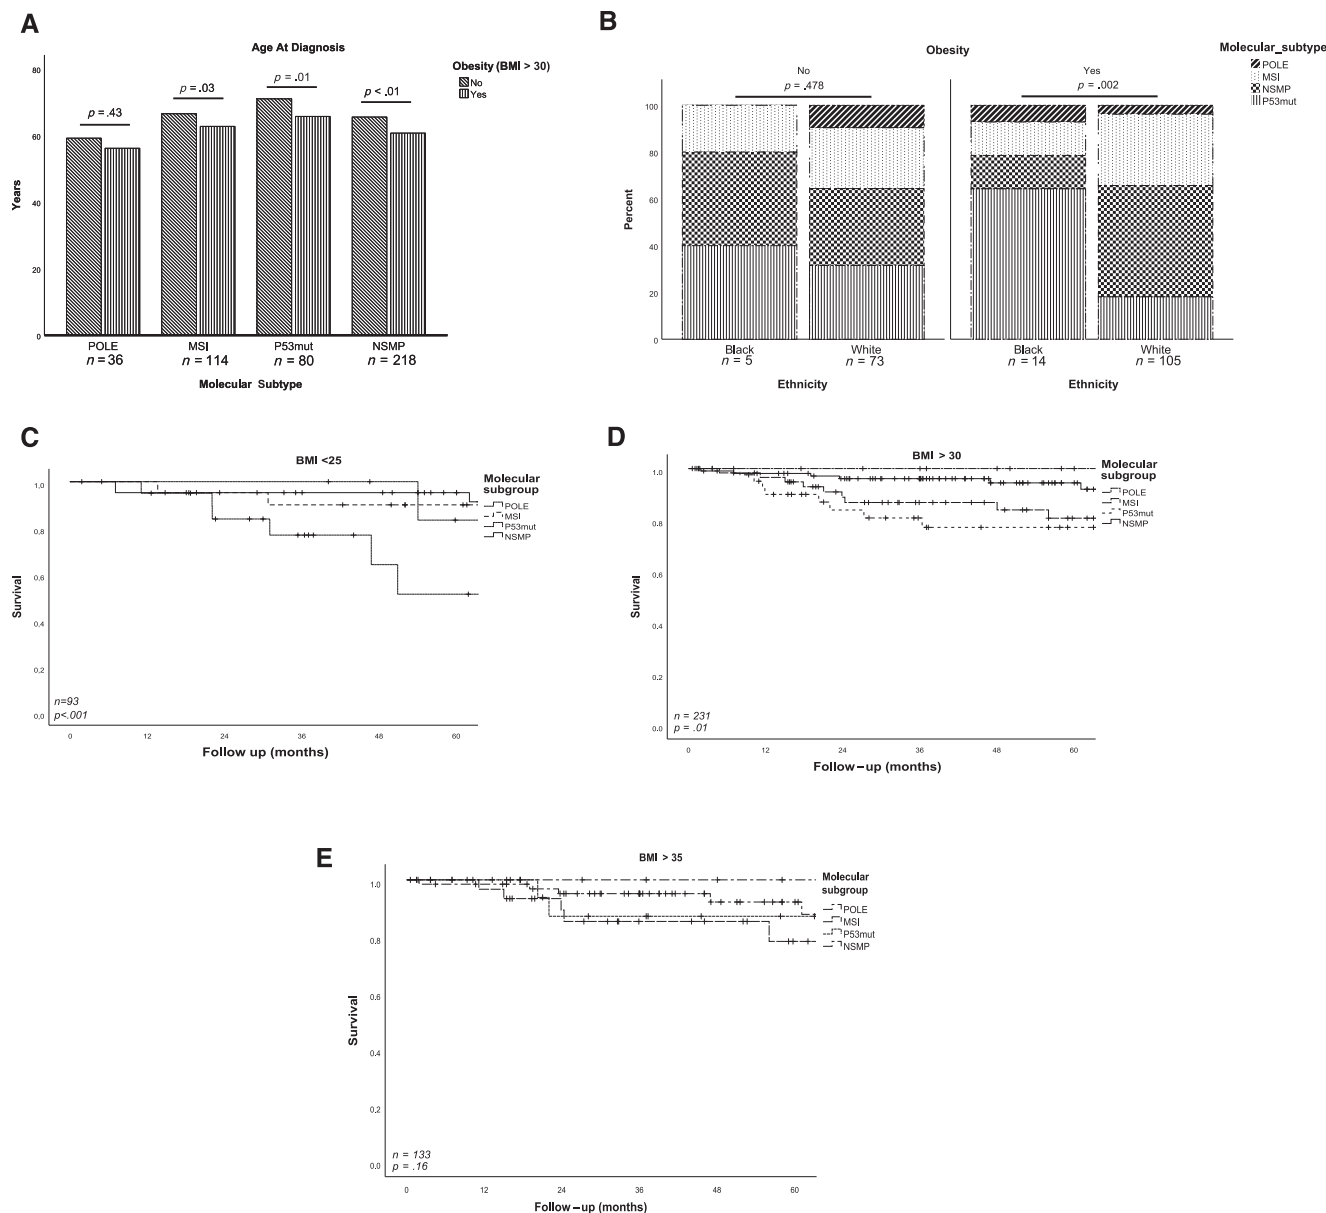 A
Age At Diagnosis
Obesity (BMI > 30)
No
Yes
p = .43
p = .03
p = .01
p < .01
80
60
40
20
0
Years
POLE
MSI
P53mut
NSMP
n = 36
n = 114
n = 80
n = 218
Molecular Subtype
B
Obesity
No
Yes
p = .478
p = .002
Molecular_subtype
POLE
MSI
NSMP
P53mut
100
80
60
40
20
0
Percent
Black
White
Black
White
n = 5
n = 73
n = 14
n = 105
Ethnicity
Ethnicity
C
BMI <25
Molecular
subgroup
POLE
MSI
P53mut
NSMP
1,0
0,8
0,6
0,4
0,2
0,0
Survival
n=93
p<.001
0
12
24
36
48
60
Follow up (months)
D
BMI > 30
Molecular
subgroup
POLE
MSI
P53mut
NSMP
1.0
0.8
0.6
0.4
0.2
0.0
Survival
n = 231
p = .01
0
12
24
36
48
60
Follow-up (months)
E
BMI > 35
Molecular
subgroup
POLE
MSI
P53mut
NSMP
1.0
0.8
0.6
0.4
0.2
0.0
Survival
n = 133
p = .16
0
12
24
36
48
60
Follow-up (months)